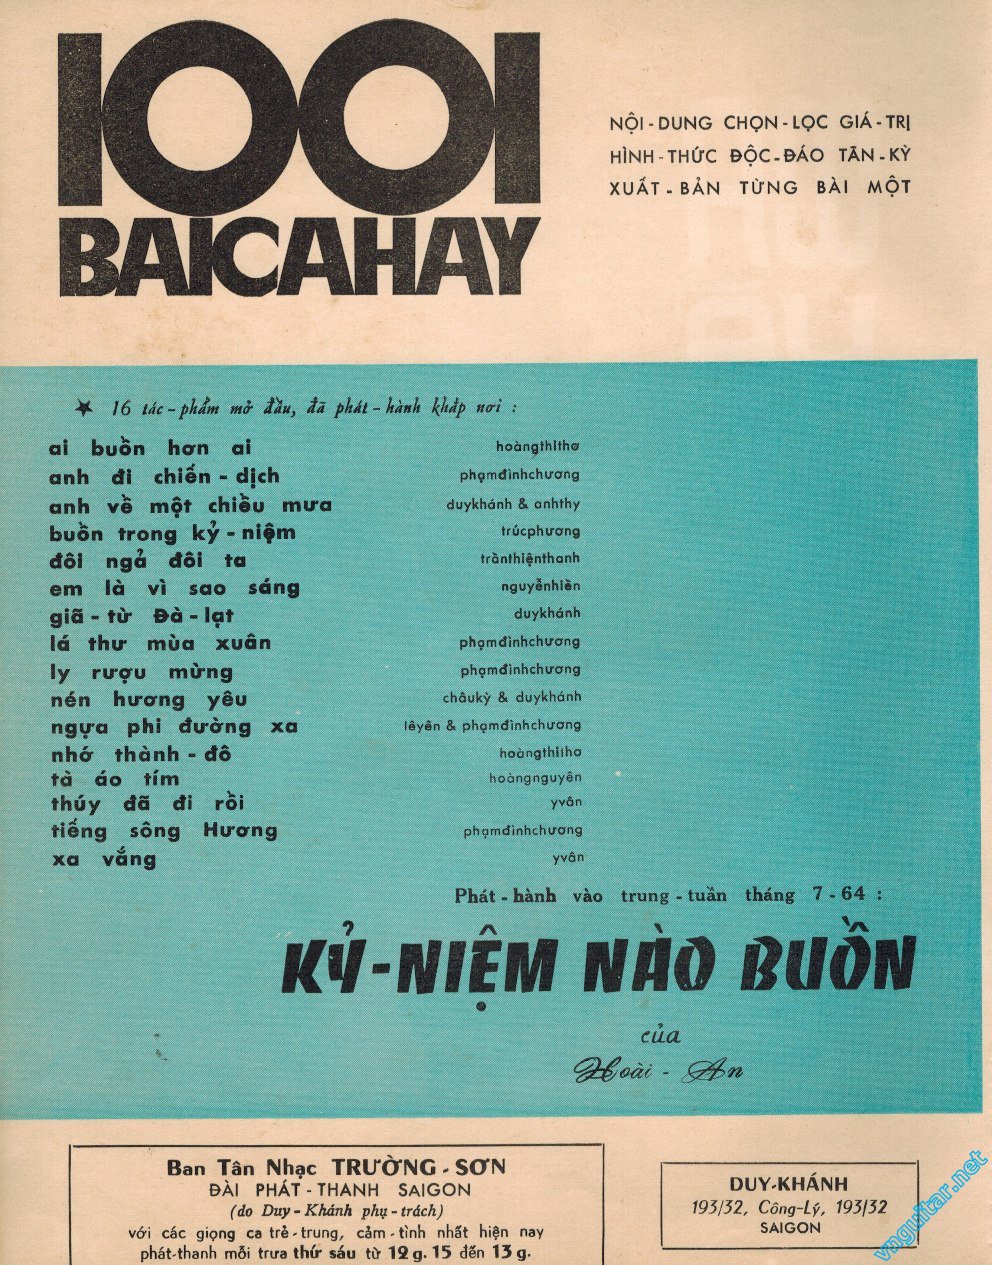 1001
BAICAHAY
NỘI-DUNG CHỌN-LỌC GIÁ-TRỊ
HÌNH-THỨC ĐỘC-ĐÁO TÂN-KỲ
XUẤT-BẢN TỪNG BÀI MỘT
★ 16 tác-phẩm mở đầu, đã phát-hành khắp nơi :
ai buồn hơn ai hoàngthithơ
anh đi chiến-dịch phạmđìnhchương
anh về một chiều mưa duykhánh & anhthy
buồn trong kỷ-niệm trúcphương
đôi ngả đôi ta trầnthiệnthanh
em là vì sao sáng nguyễnhiền
giã-từ Đà-lạt duykhánh
lá thư mùa xuân phạmđìnhchương
ly rượu mừng phạmđìnhchương
nén hương yêu châukỳ & duykhánh
ngựa phi đường xa lêyên & phạmđìnhchương
nhớ thành-đô hoàngthithơ
tà áo tím hoàngnguyên
thúy đã đi rồi yvân
tiếng sông Hương phạmđìnhchương
xa vắng yvân
Phát-hành vào trung-tuần tháng 7-64 :
KỶ-NIỆM NÀO BUỒN
của
Hoài-An
Ban Tân Nhạc TRƯỜNG-SƠN
ĐÀI PHÁT-THANH SAIGON
(do Duy-Khánh phụ-trách)
với các giọng ca trẻ-trung, cảm-tình nhất hiện nay
phát-thanh mỗi trưa thứ sáu từ 12g.15 đến 13g.
DUY-KHÁNH
193/32, Công-Lý, 193/32
SAIGON
vnguitar.net